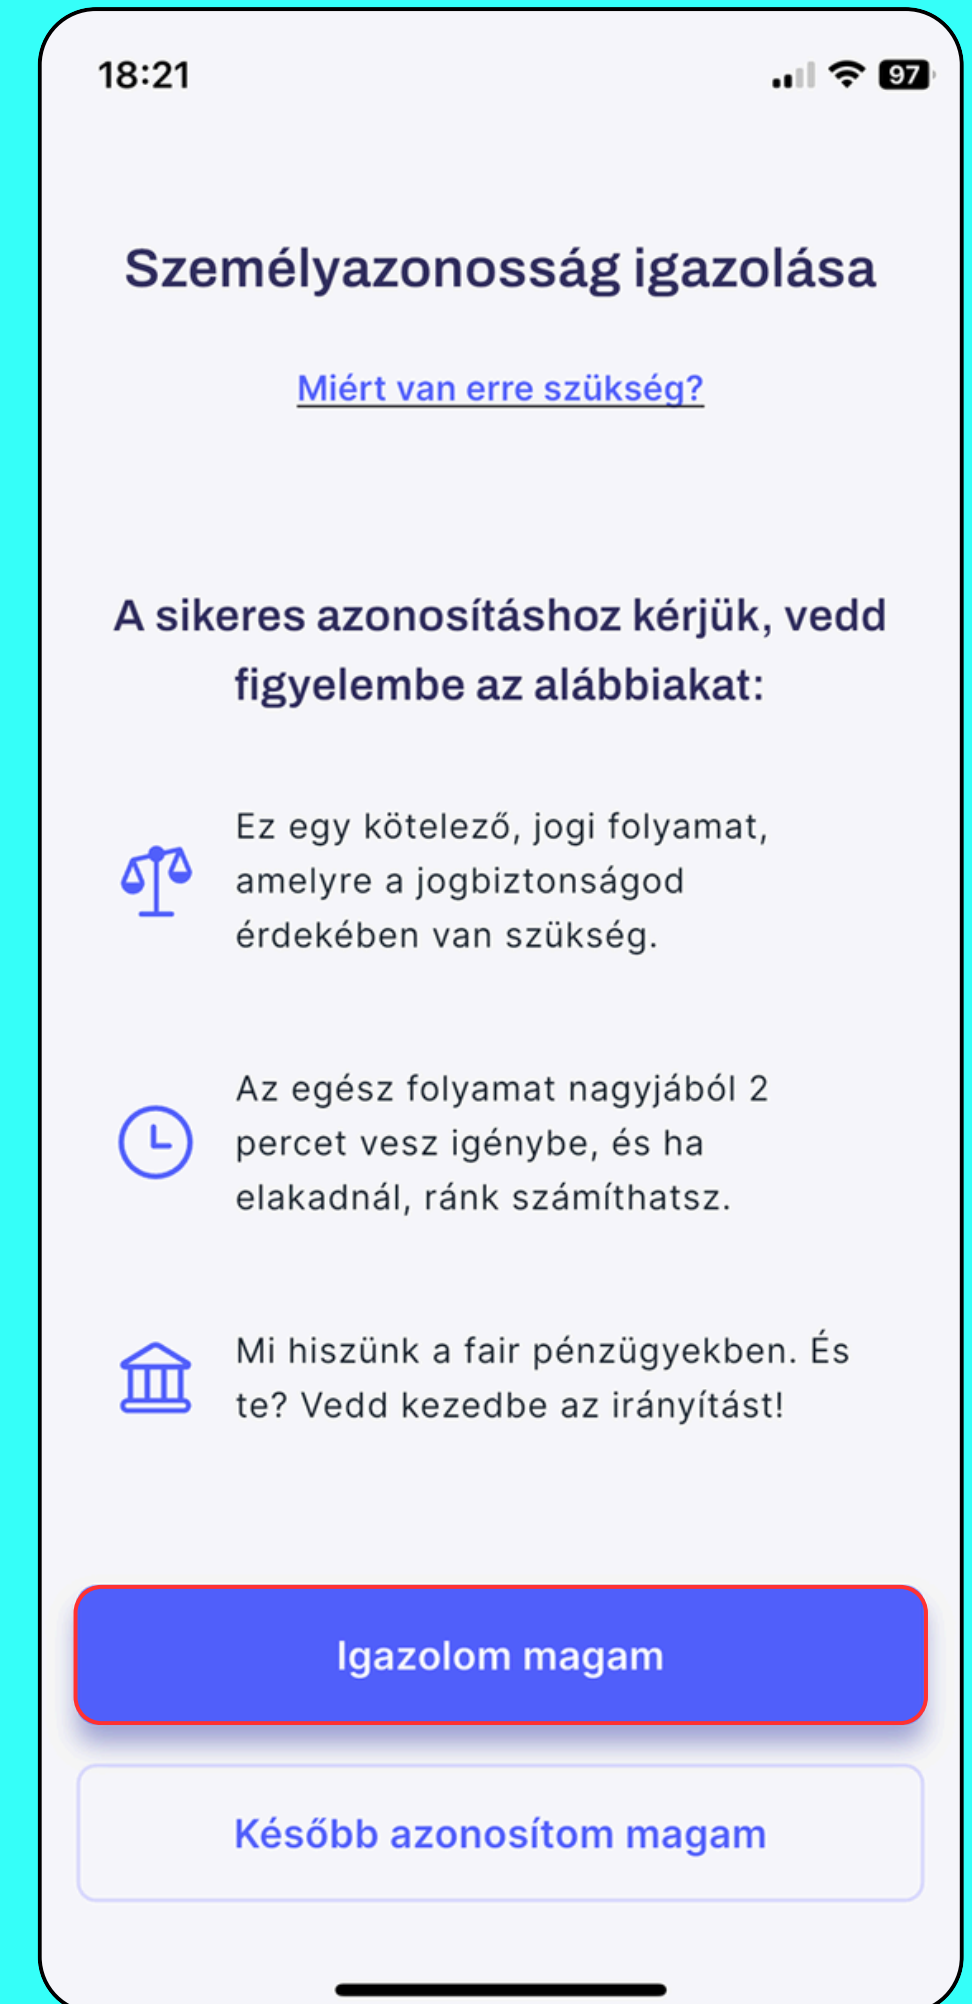 18:21
97
Személyazonosság igazolása
Miért van erre szükség?
A sikeres azonosításhoz kérjük, vedd
figyelembe az alábbiakat:
Ez egy kötelező, jogi folyamat,
amelyre a jogbiztonságod
érdekében van szükség.
Az egész folyamat nagyjából 2
percet vesz igénybe, és ha
elakadnál, ránk számíthatsz.
Mi hiszünk a fair pénzügyekben. És
te? Vedd kezedbe az irányítást!
Igazolom magam
Később azonosítom magam